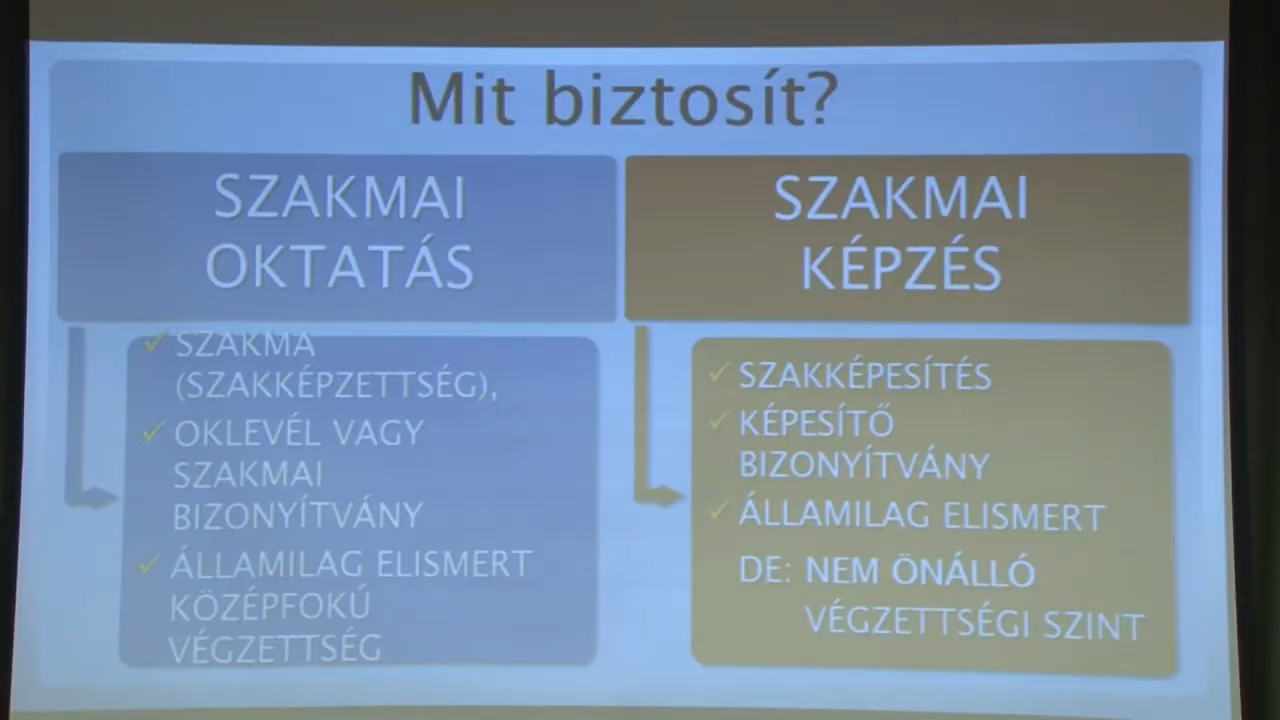 Mit biztosít?
SZAKMAI
OKTATÁS
✓ SZAKMA
(SZAKKÉPZETTSÉG),
✓ OKLEVÉL VAGY
SZAKMAI
BIZONYÍTVÁNY
✓ ÁLLAMILAG ELISMERT
KÖZÉPFOKÚ
VÉGZETTSÉG
SZAKMAI
KÉPZÉS
✓ SZAKKÉPESÍTÉS
✓ KÉPESÍTŐ
BIZONYÍTVÁNY
✓ ÁLLAMILAG ELISMERT
DE: NEM ÖNÁLLÓ
VÉGZETTSÉGI SZINT